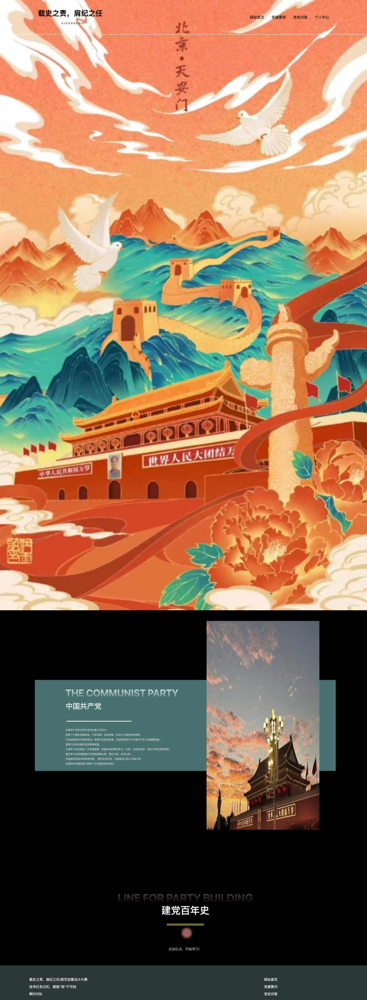 载史之责，肩纪之任
XUEDANGSHI
网站首页 党建要闻 党史问答 个人中心
北京·天安门
中华人民共和国万岁
世界人民大团结万
THE COMMUNIST PARTY
中国共产党
中国共产党在近百年艰辛的奋斗历史中，
积累了大量的党建经验、斗争经验、执政经验、社会主义建设的经验等，
以及经受挫折失败的教训，是我们宝贵的财富。这些经验是几代中国共产党人的智慧结晶，
是我们治党治国的宝贵精神财富。
认真学习党史既是一次把握规律、把握未来的理论学习，也是一次坚定信仰、坚定方向的党性教育。
通过学习必将增强我们对党的感情认同、理论认同、政治认同。
对继承和发扬光荣革命传统， 党的优良作风，对提高自己的认识能力和
处理实际问题的能力都是十分必要的和有益的。
中华人民共和国万岁
世界人民大团结万岁
LINE FOR PARTY BUILDING
建党百年史
点击红点，开始学习！
载史之责，肩纪之任|网页创意设计大赛
追寻红色记忆，赋能“视”不可挡
啊对对队
网站首页
党建要问
党史问答